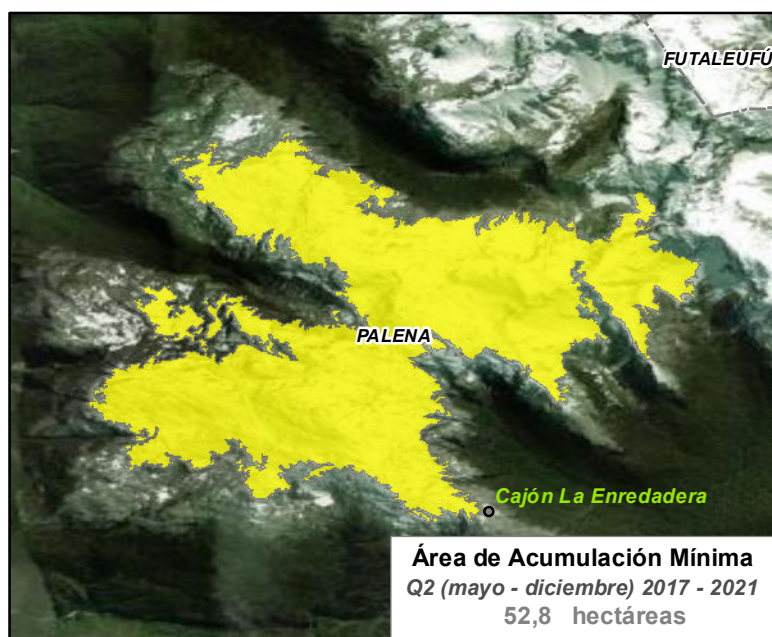 FUTALEUFÚ
PALENA
Cajón La Enredadera
Área de Acumulación Mínima
Q2 (mayo - diciembre) 2017 - 2021
52,8 hectáreas